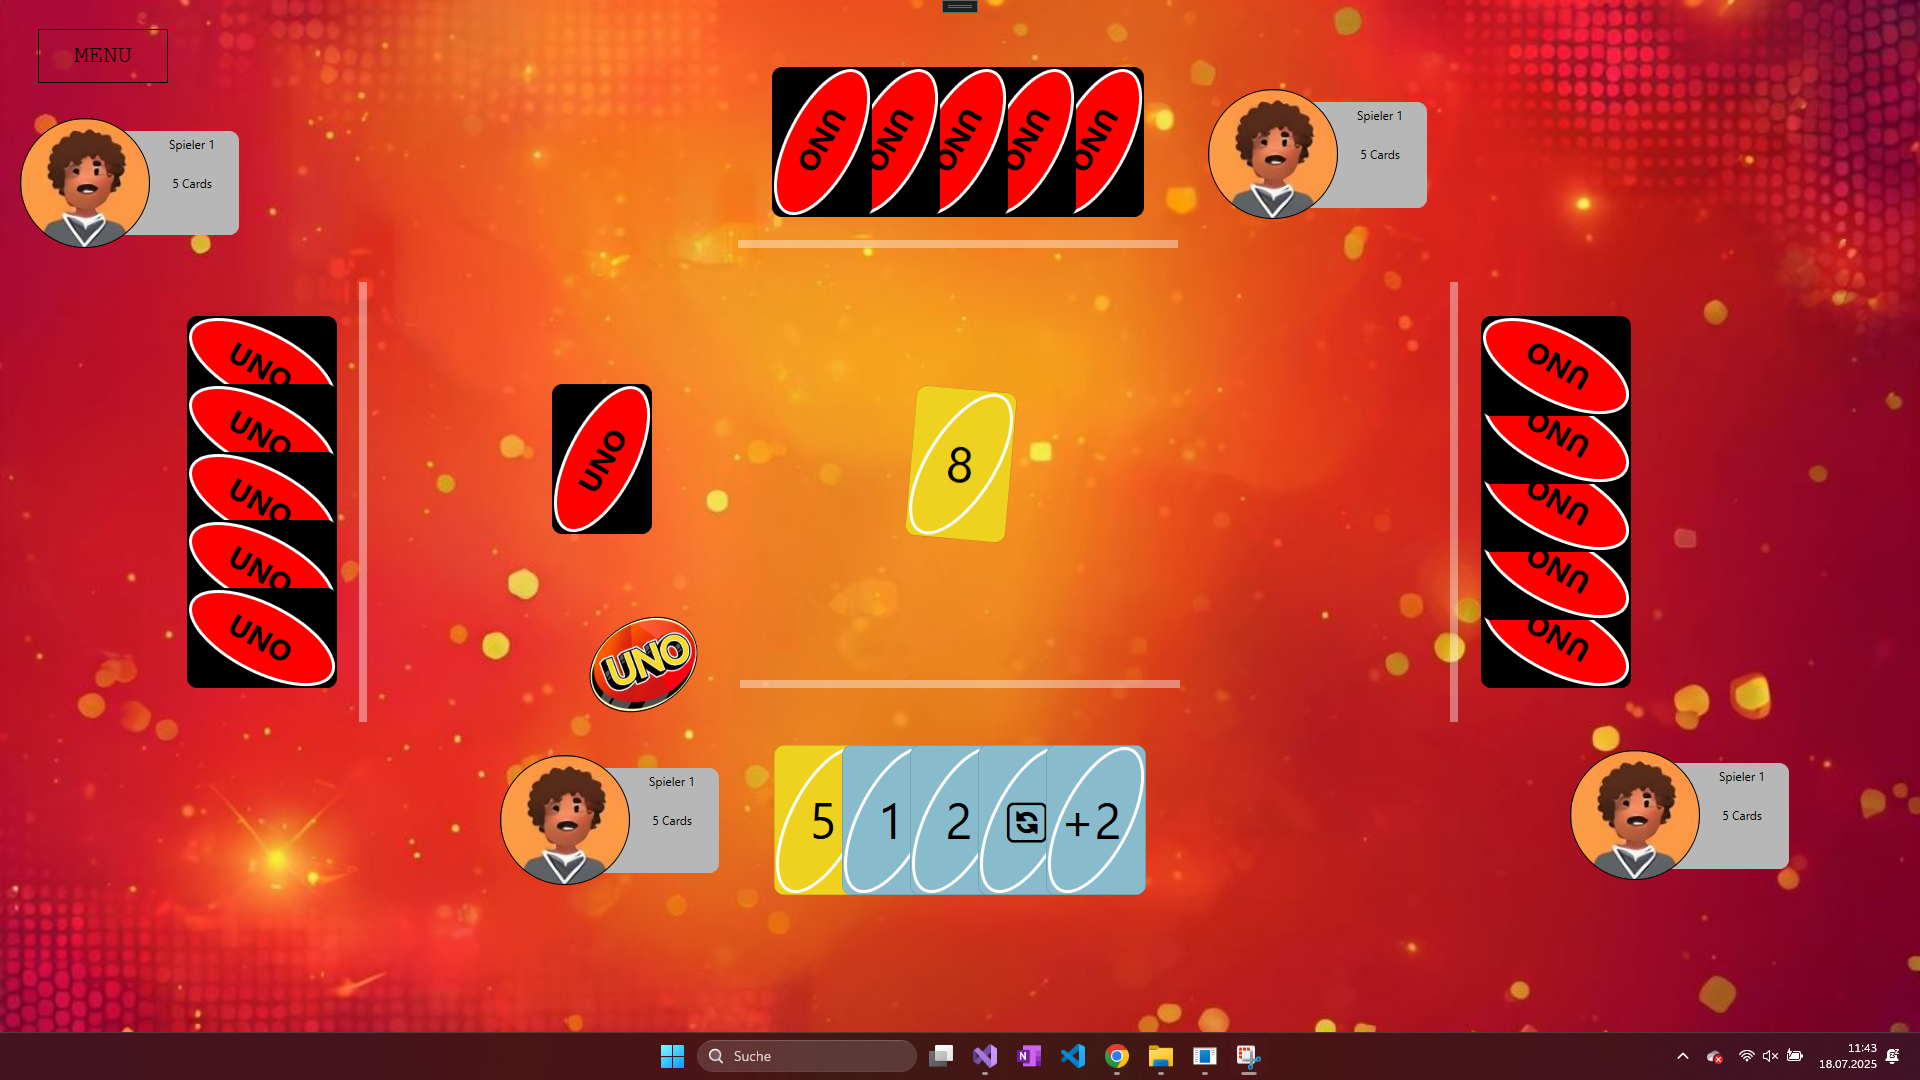 MENU
Spieler 1
5 Cards
UNO
UNO
UNO
UNO
UNO
Spieler 1
5 Cards
UNO
UNO
UNO
UNO
UNO
UNO
8
UNO
UNO
UNO
UNO
UNO
UNO
Spieler 1
5 Cards
5
1
2
+2
Spieler 1
5 Cards
Suche
11:43
18.07.2025